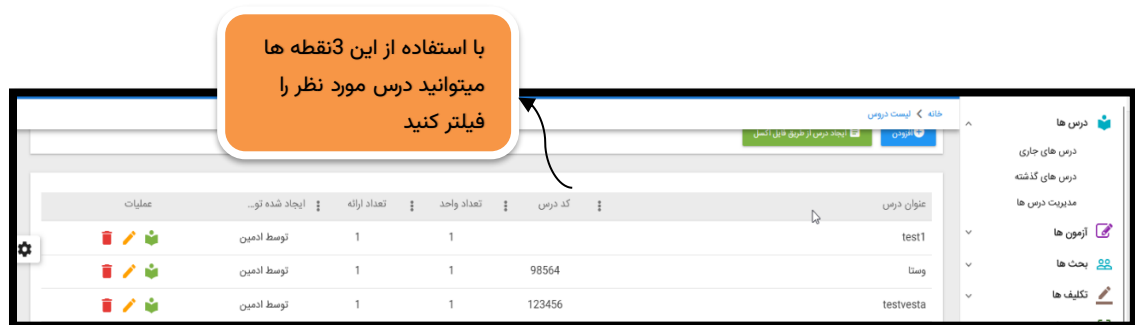 با استفاده از این 3نقطه ها
میتوانید درس مورد نظر را
فیلتر کنید
خانه > لیست دروس
افزودن
ایجاد درس از طریق فایل اکسل
درس ها
درس های جاری
درس های گذشته
مدیریت درس ها
آزمون ها
بحث ها
تکلیف ها
عنوان درس کد درس تعداد واحد تعداد ارائه ایجاد شده تو... عملیات
test1 1 1 توسط ادمین
وستا 98564 1 1 توسط ادمین
testvesta 123456 1 1 توسط ادمین